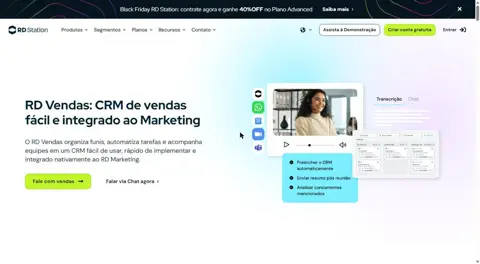 Black Friday RD Station: contrate agora e ganhe 40%OFF no Plano Advanced Saiba mais
RD Station Produtos Segmentos Planos Recursos Contato Assista à Demonstração Criar conta gratuita Entrar
RD Vendas: CRM de vendas
fácil e integrado ao Marketing
O RD Vendas organiza funis, automatiza tarefas e acompanha
equipes em um CRM fácil de usar, rápido de implementar e
integrado nativamente ao RD Marketing.
Fale com vendas Falar via Chat agora
Transcrição Chat
Preencher o CRM
automaticamente
Enviar resumo pós reunião
Analisar concorrentes
mencionados